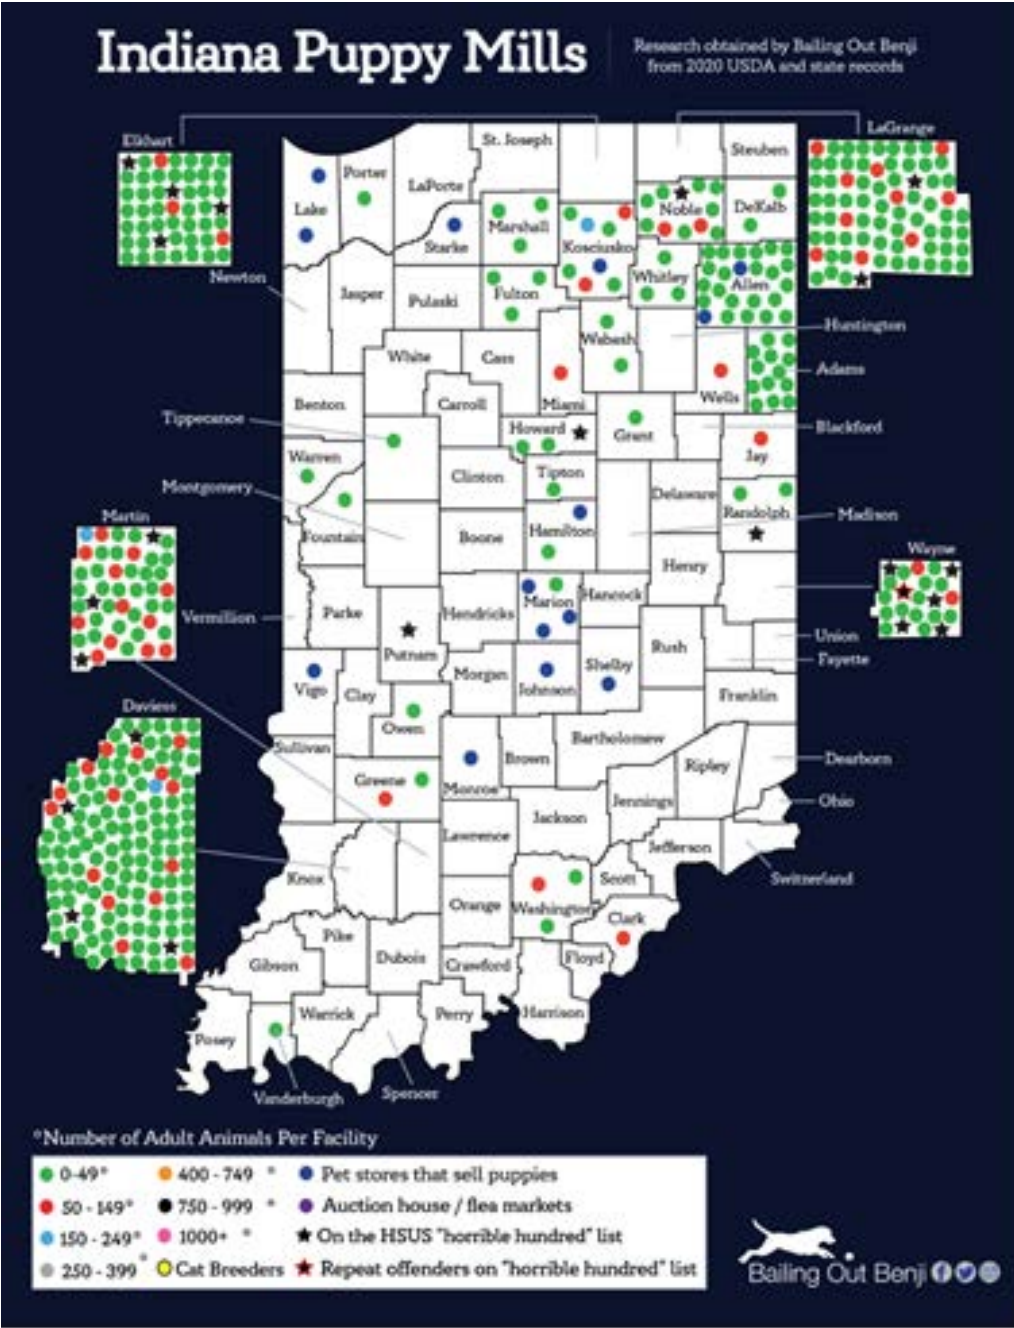 Indiana Puppy Mills
Research obtained by Bailing Out Benji
from 2020 USDA and state records
Elkhart
LaGrange
St. Joseph
Steuben
Porter
LaPorte
Lake
Noble
DeKalb
Starke
Marshall
Kosciusko
Newton
Whitley
Allen
Jasper
Pulaski
Fulton
Huntington
Wabash
White
Cass
Adams
Miami
Wells
Benton
Carroll
Tippecanoe
Howard
Grant
Blackford
Warren
Jay
Clinton
Tipton
Montgomery
Delaware
Randolph
Madison
Martin
Fountain
Boone
Hamilton
Wayne
Henry
Vermillion
Parke
Hendricks
Marion
Hancock
Union
Putnam
Rush
Fayette
Vigo
Clay
Morgan
Johnson
Shelby
Franklin
Daviess
Owen
Sullivan
Bartholomew
Brown
Ripley
Dearborn
Greene
Monroe
Jennings
Ohio
Jackson
Lawrence
Jefferson
Knox
Scott
Switzerland
Orange
Washington
Clark
Pike
Gibson
Dubois
Crawford
Floyd
Posey
Warrick
Perry
Harrison
Vanderburgh
Spencer
*Number of Adult Animals Per Facility
0-49*
400 - 749 *
Pet stores that sell puppies
50 - 149*
750 - 999 *
Auction house / flea markets
150 - 249*
1000+ *
On the HSUS "horrible hundred" list
250 - 399 *
Cat Breeders
Repeat offenders on "horrible hundred" list
Bailing Out Benji